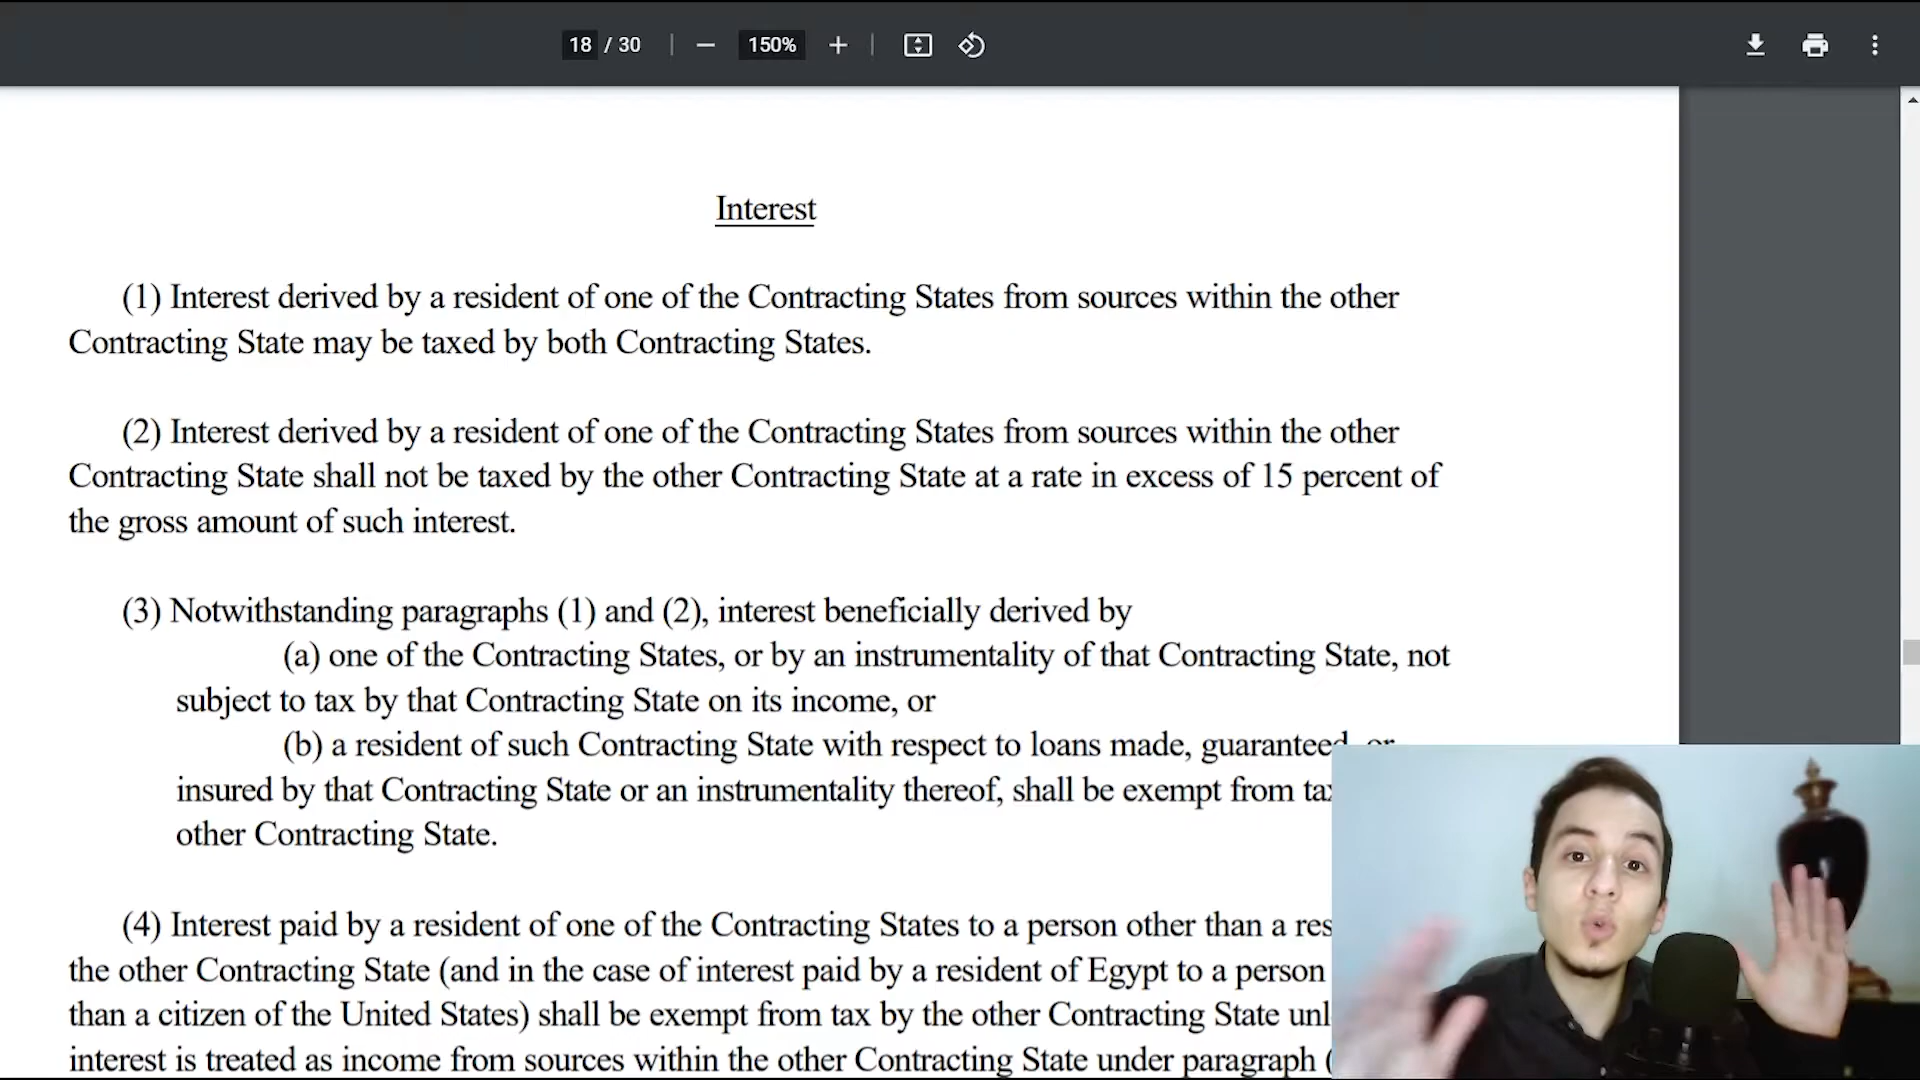 18 / 30
150%
Interest
(1) Interest derived by a resident of one of the Contracting States from sources within the other
Contracting State may be taxed by both Contracting States.
(2) Interest derived by a resident of one of the Contracting States from sources within the other
Contracting State shall not be taxed by the other Contracting State at a rate in excess of 15 percent of
the gross amount of such interest.
(3) Notwithstanding paragraphs (1) and (2), interest beneficially derived by
(a) one of the Contracting States, or by an instrumentality of that Contracting State, not
subject to tax by that Contracting State on its income, or
(b) a resident of such Contracting State with respect to loans made, guaranteed, or
insured by that Contracting State or an instrumentality thereof, shall be exempt from
other Contracting State.
(4) Interest paid by a resident of one of the Contracting States to a person other than a
the other Contracting State (and in the case of interest paid by a resident of Egypt to a person
than a citizen of the United States) shall be exempt from tax by the other Contracting State
interest is treated as income from sources within the other Contracting State under paragraph (